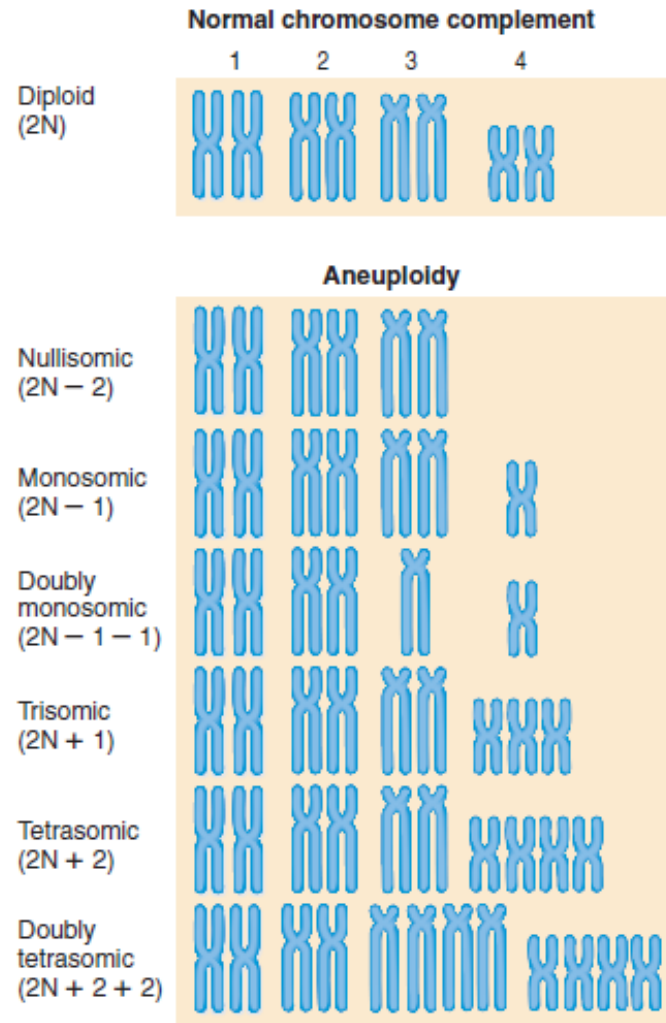 Normal chromosome complement
1 2 3 4
Diploid
(2N)
Aneuploidy
Nullisomic
(2N − 2)
Monosomic
(2N − 1)
Doubly
monosomic
(2N − 1 − 1)
Trisomic
(2N + 1)
Tetrasomic
(2N + 2)
Doubly
tetrasomic
(2N + 2 + 2)